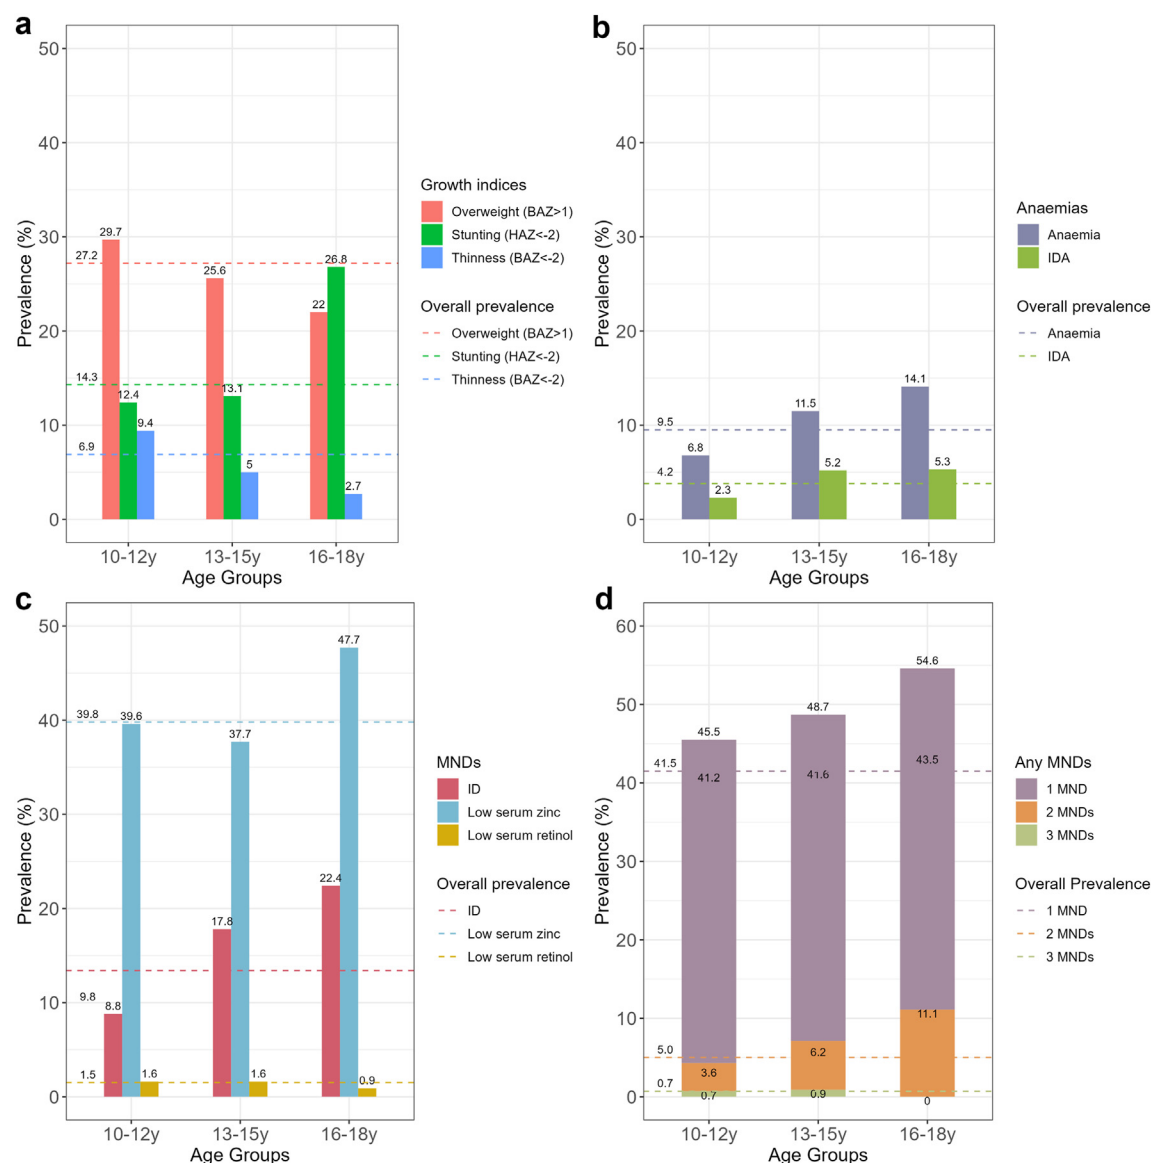 a
50
40
30
20
10
0
Prevalence (%)
27.2
14.3
6.9
29.7
12.4
9.4
25.6
13.1
5
22
26.8
2.7
10-12y
13-15y
16-18y
Age Groups
Growth indices
Overweight (BAZ>1)
Stunting (HAZ<-2)
Thinness (BAZ<-2)
Overall prevalence
Overweight (BAZ>1)
Stunting (HAZ<-2)
Thinness (BAZ<-2)
b
50
40
30
20
10
0
Prevalence (%)
9.5
4.2
6.8
2.3
11.5
5.2
14.1
5.3
10-12y
13-15y
16-18y
Age Groups
Anaemias
Anaemia
IDA
Overall prevalence
Anaemia
IDA
c
50
40
30
20
10
0
Prevalence (%)
39.8
9.8
1.5
8.8
39.6
1.6
17.8
37.7
1.6
22.4
47.7
0.9
10-12y
13-15y
16-18y
Age Groups
MNDs
ID
Low serum zinc
Low serum retinol
Overall prevalence
ID
Low serum zinc
Low serum retinol
d
60
50
40
30
20
10
0
Prevalence (%)
41.5
5.0
0.7
45.5
41.2
3.6
0.7
48.7
41.6
6.2
0.9
54.6
43.5
11.1
0
10-12y
13-15y
16-18y
Age Groups
Any MNDs
1 MND
2 MNDs
3 MNDs
Overall Prevalence
1 MND
2 MNDs
3 MNDs